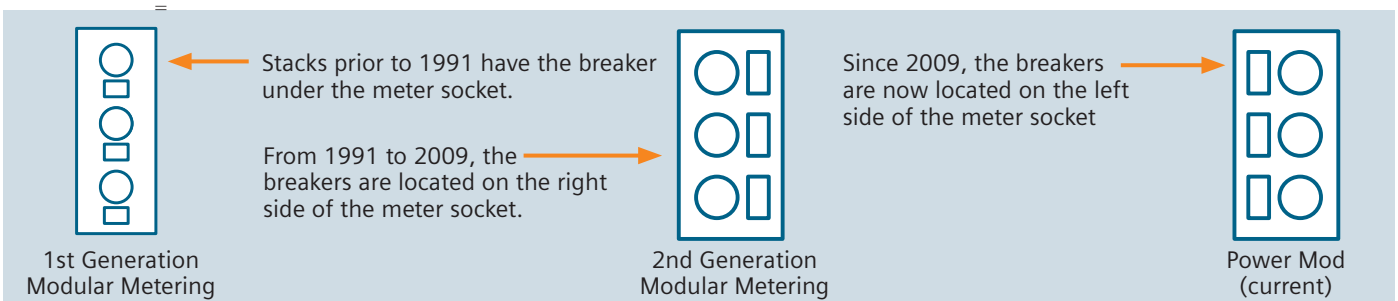 Stacks prior to 1991 have the breaker
under the meter socket.
From 1991 to 2009, the
breakers are located on the right
side of the meter socket.
Since 2009, the breakers
are now located on the left
side of the meter socket
1st Generation
Modular Metering
2nd Generation
Modular Metering
Power Mod
(current)